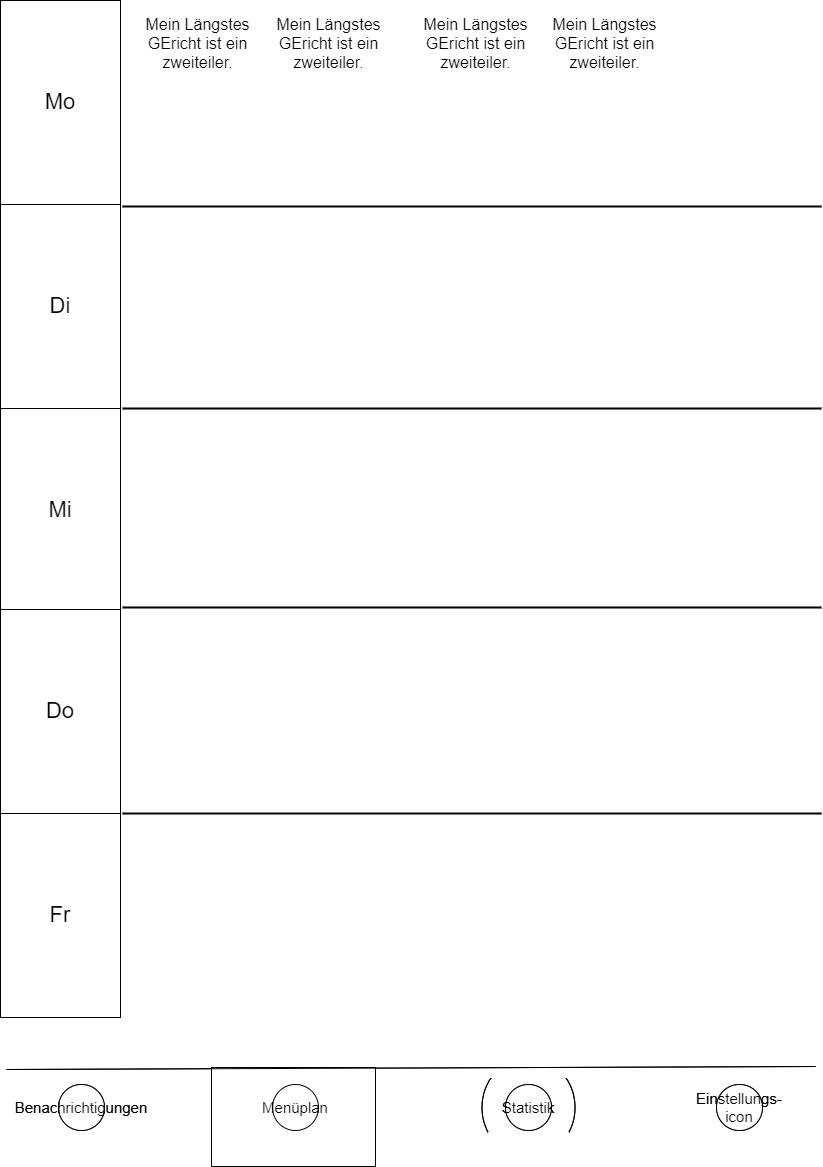 Mo
Mein Längstes
GEricht ist ein
zweiteiler.
Mein Längstes
GEricht ist ein
zweiteiler.
Mein Längstes
GEricht ist ein
zweiteiler.
Mein Längstes
GEricht ist ein
zweiteiler.
Di
Mi
Do
Fr
Benachrichtigungen
Menüplan
Statistik
Einstellungs-
icon